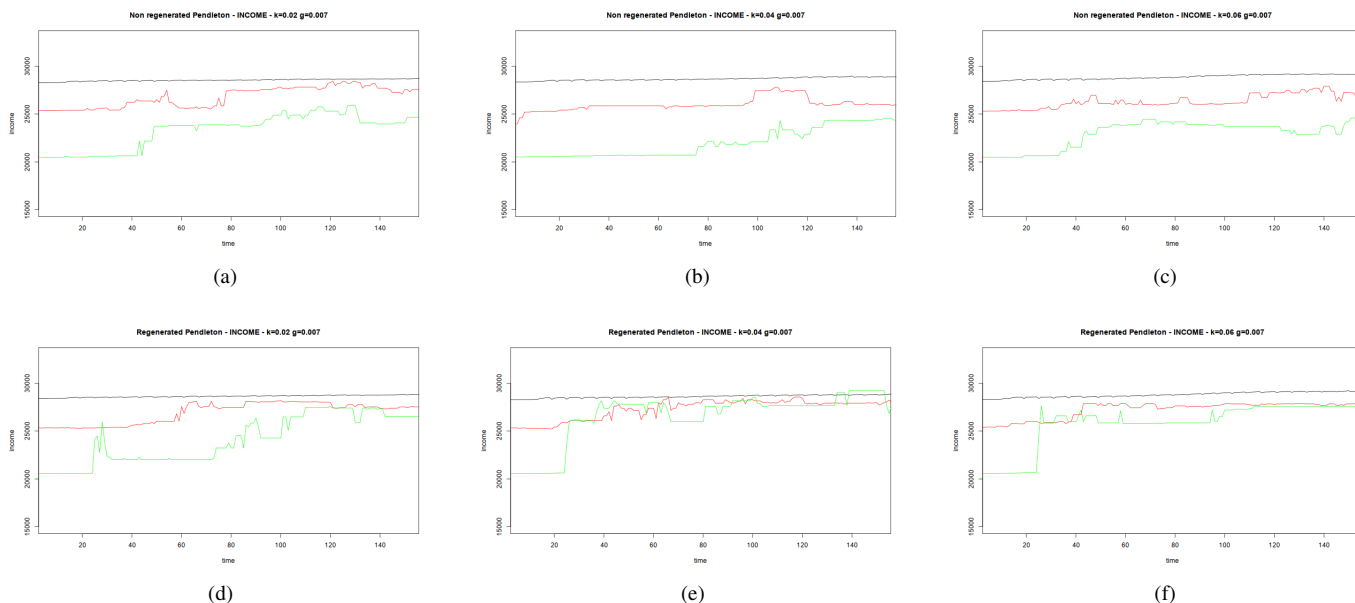 Non regenerated Pendleton - INCOME - k=0.02 g=0.007
income
30000
25000
20000
15000
20 40 60 80 100 120 140
time
(a)
Non regenerated Pendleton - INCOME - k=0.04 g=0.007
income
30000
25000
20000
15000
20 40 60 80 100 120 140
time
(b)
Non regenerated Pendleton - INCOME - k=0.06 g=0.007
income
30000
25000
20000
15000
20 40 60 80 100 120 140
time
(c)
Regenerated Pendleton - INCOME - k=0.02 g=0.007
income
30000
25000
20000
15000
20 40 60 80 100 120 140
time
(d)
Regenerated Pendleton - INCOME - k=0.04 g=0.007
income
30000
25000
20000
15000
20 40 60 80 100 120 140
time
(e)
Regenerated Pendleton - INCOME - k=0.06 g=0.007
income
30000
25000
20000
15000
20 40 60 80 100 120 140
time
(f)